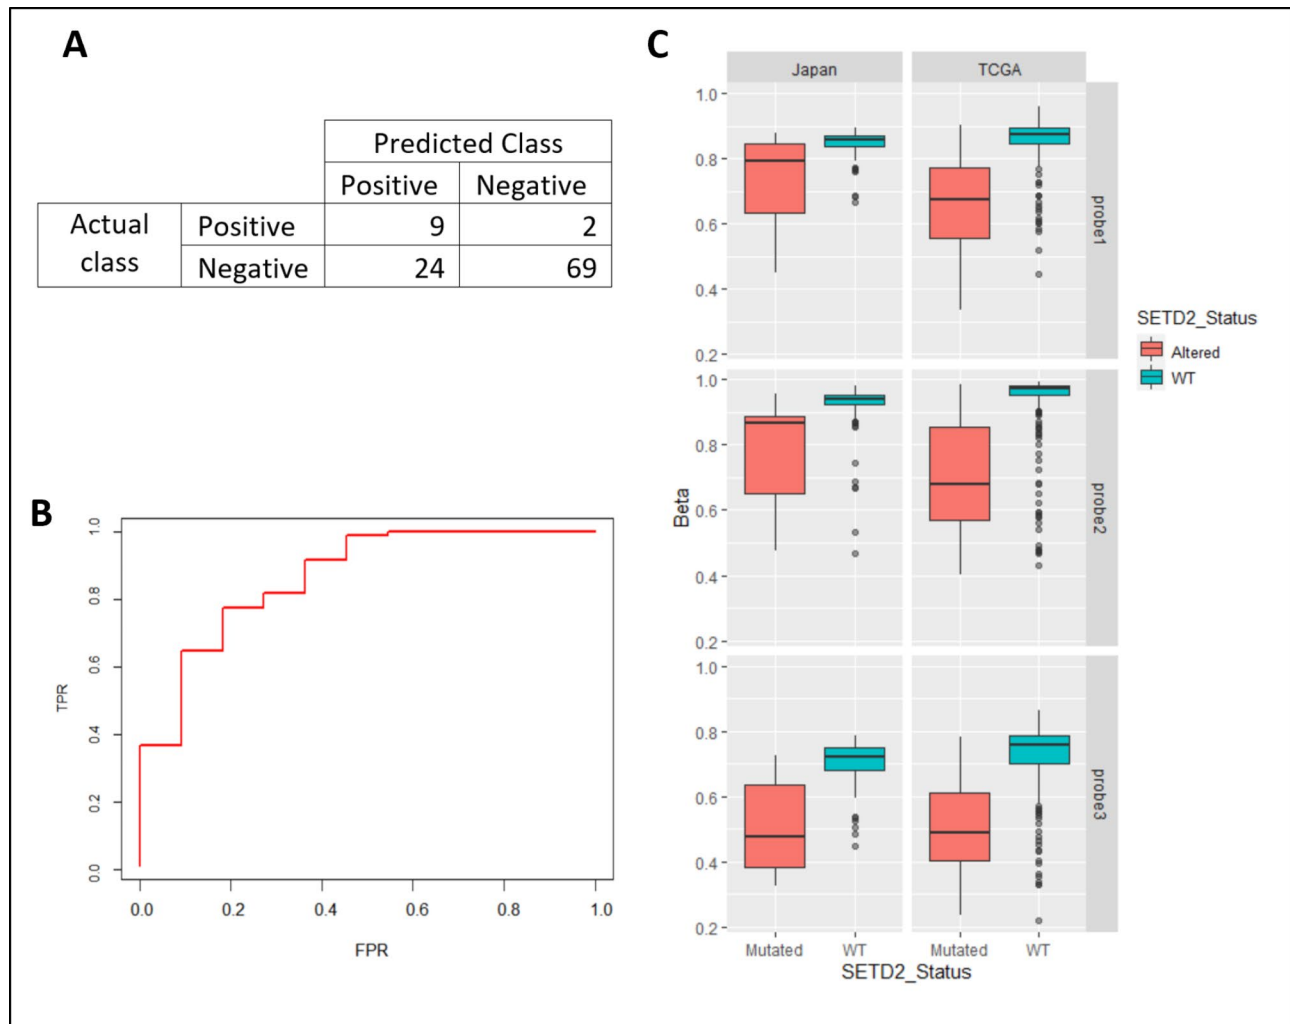 A
Predicted Class
Positive Negative
Actual class Positive 9 2
Negative 24 69
B
1.0
0.8
0.6
0.4
0.2
0.0
TPR
0.0 0.2 0.4 0.6 0.8 1.0
FPR
C
Japan TCGA
1.0
0.8
0.6
0.4
0.2
probe1
1.0
0.8
0.6
0.4
0.2
probe2
Beta
1.0
0.8
0.6
0.4
0.2
probe3
Mutated WT Mutated WT
SETD2_Status
SETD2_Status
Altered
WT